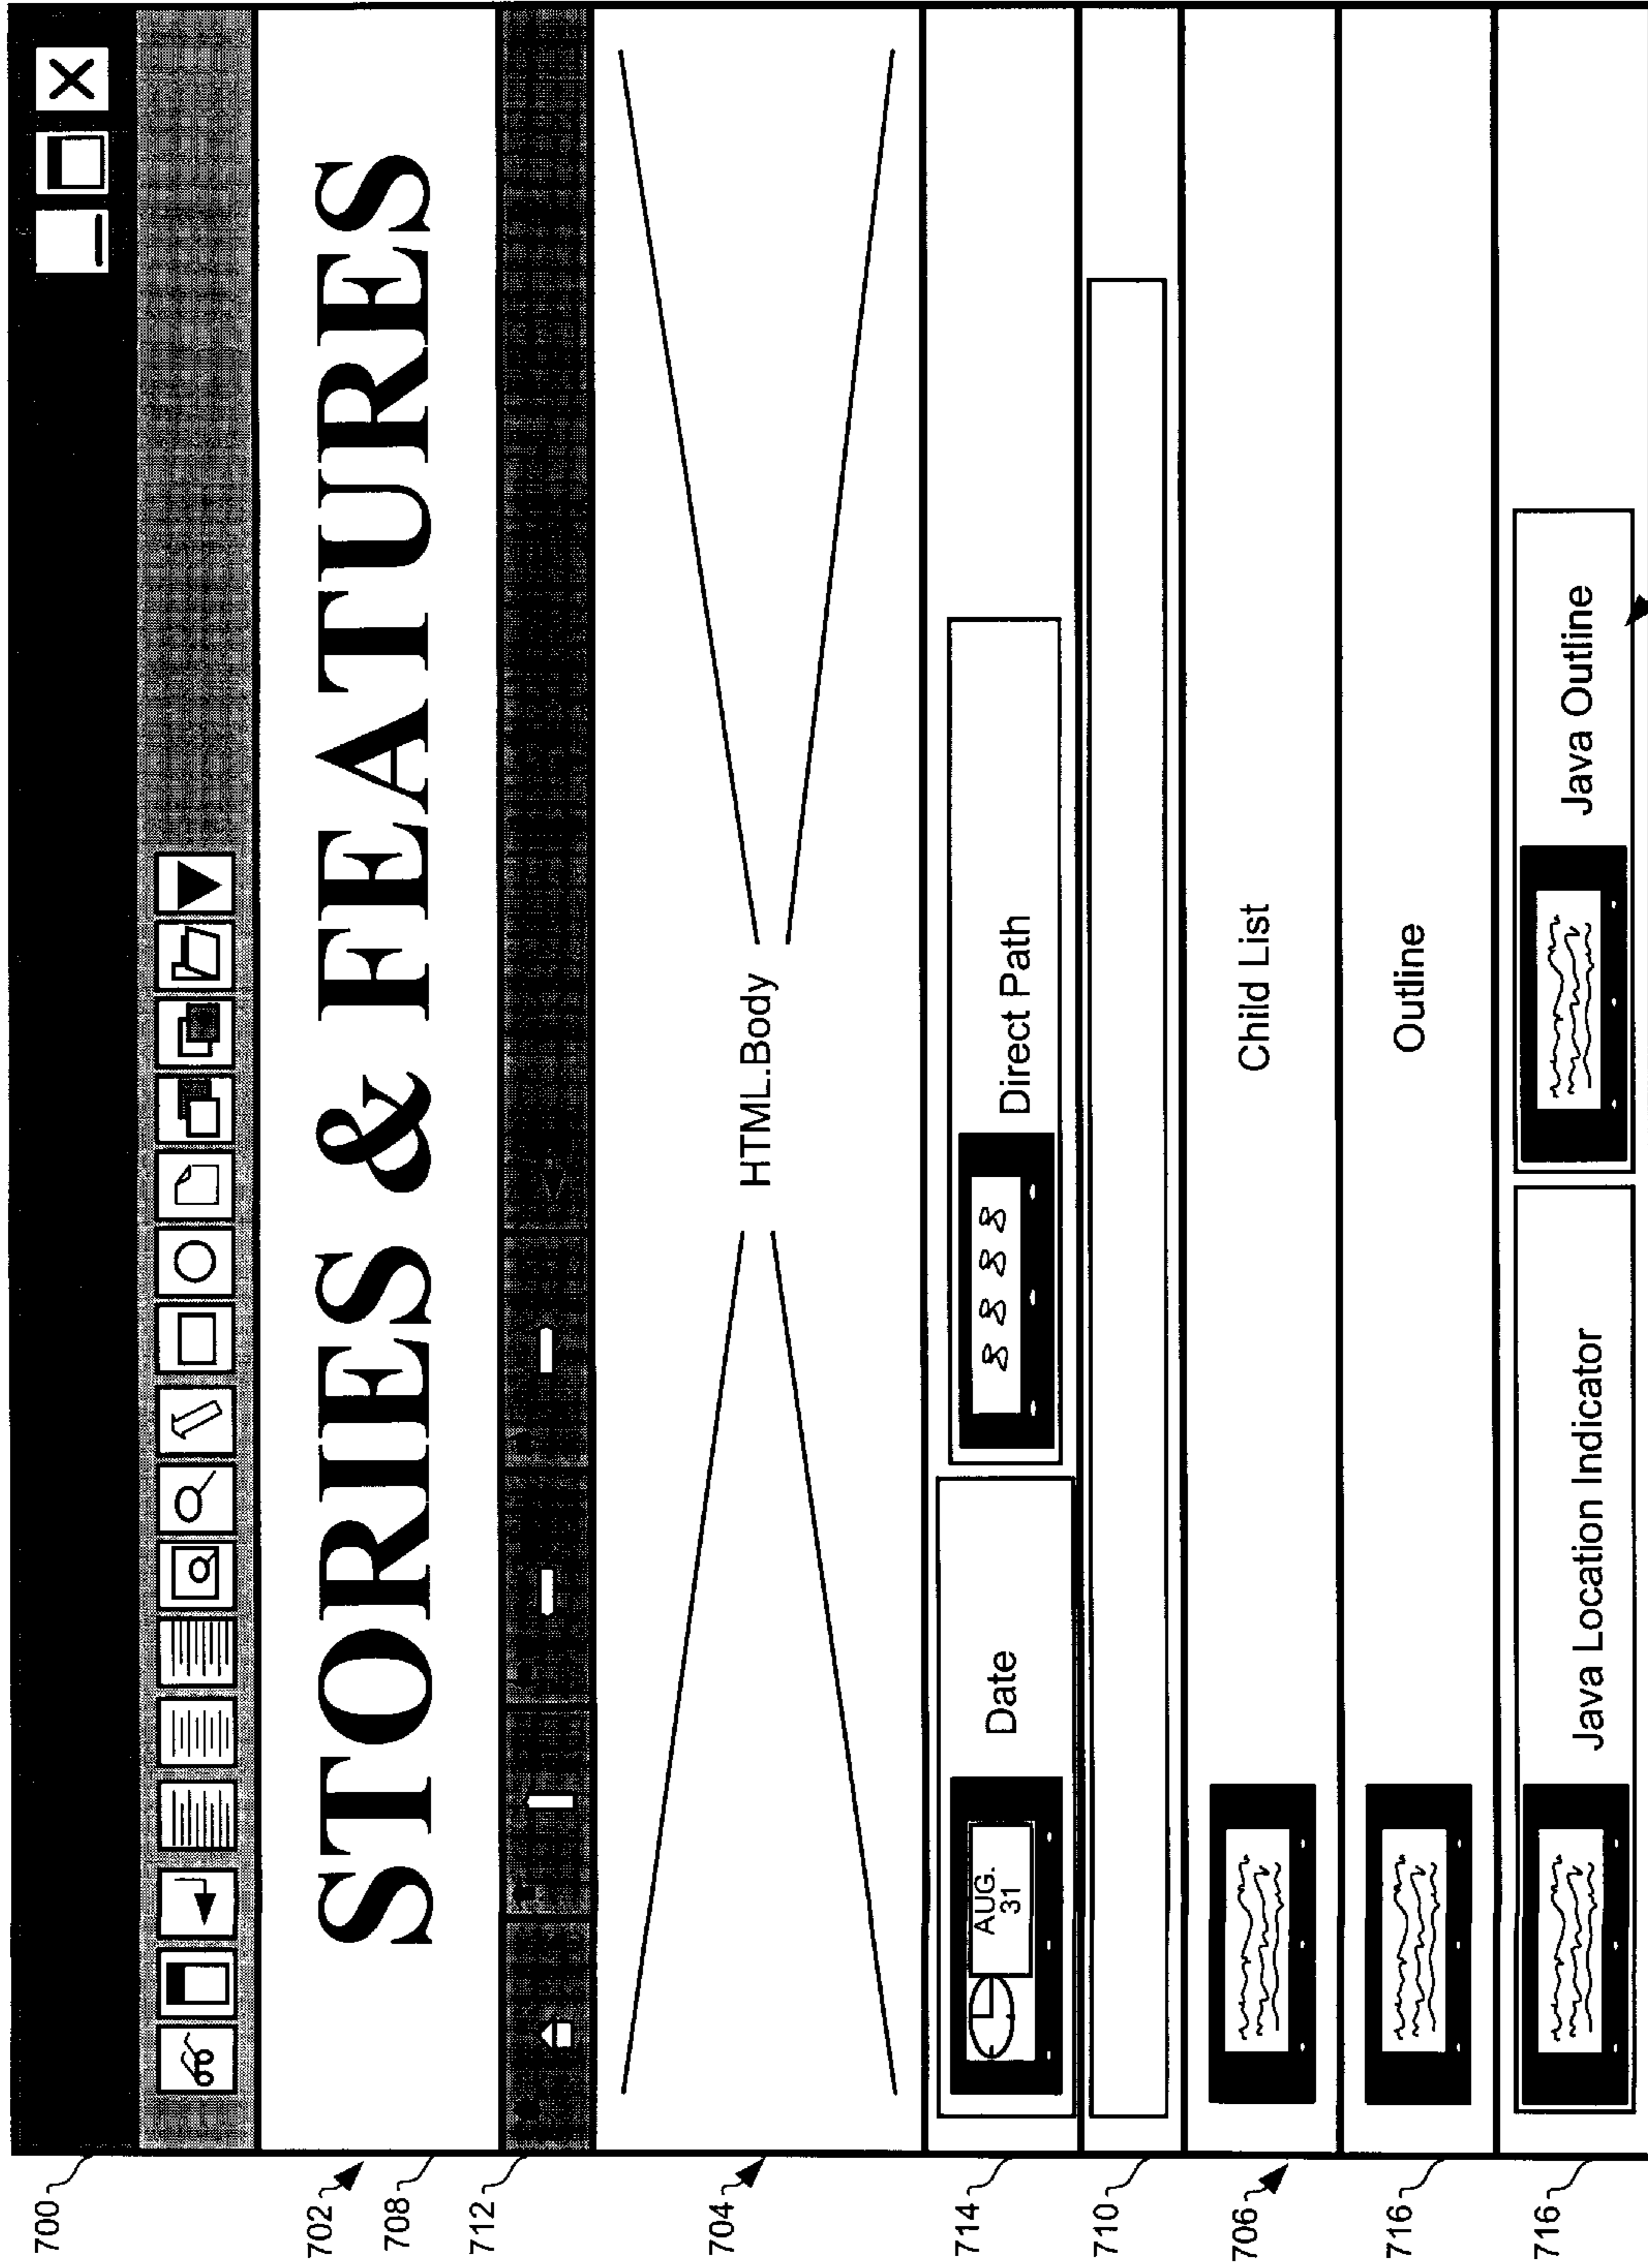 700
702
STORIES & FEATURES
708
712
704
HTML.Body
714
AUG.
31
Date
Direct Path
710
706
Child List
716
Outline
716
Java Location Indicator
Java Outline